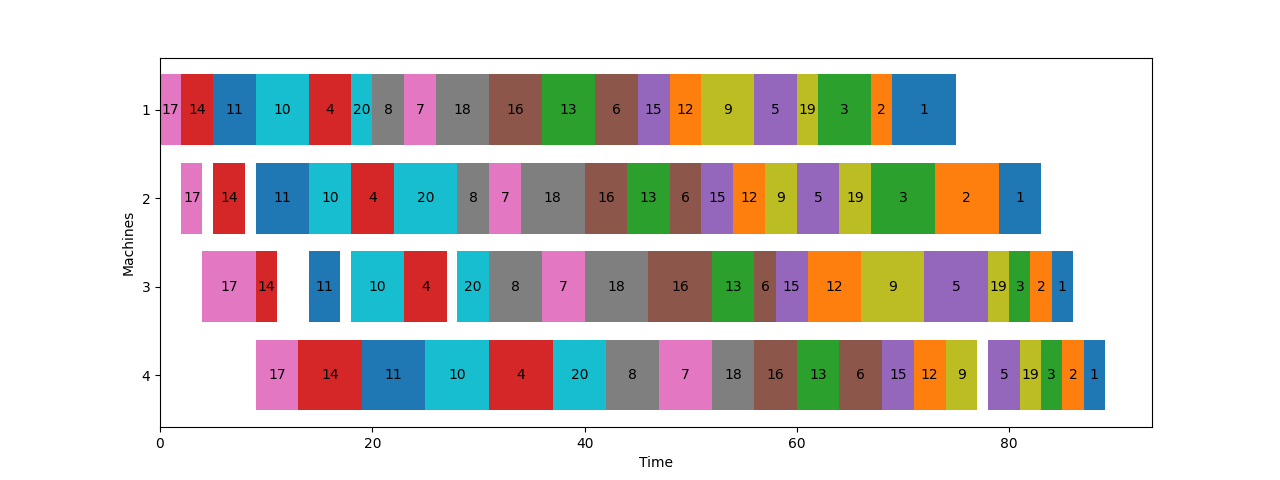 1 17 14 11 10 4 20 8 7 18 16 13 6 15 12 9 5 19 3 2 1
2 17 14 11 10 4 20 8 7 18 16 13 6 15 12 9 5 19 3 2 1
3 17 14 11 10 4 20 8 7 18 16 13 6 15 12 9 5 19 3 2 1
4 17 14 11 10 4 20 8 7 18 16 13 6 15 12 9 5 19 3 2 1
Machines
0 20 40 60 80
Time